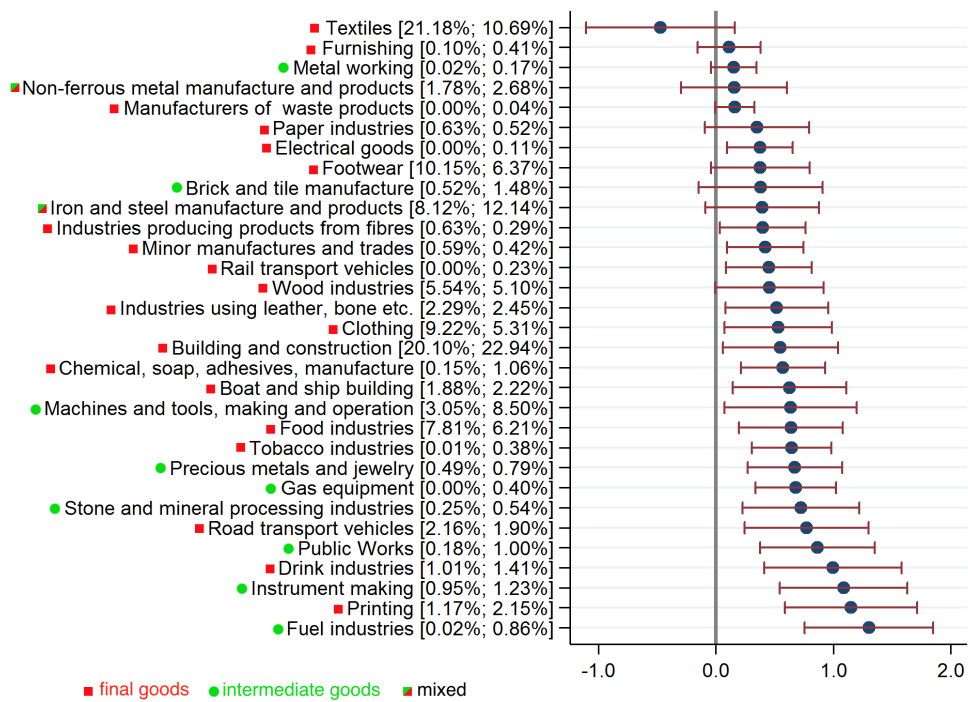 Textiles [21.18%; 10.69%]
Furnishing [0.10%; 0.41%]
Metal working [0.02%; 0.17%]
Non-ferrous metal manufacture and products [1.78%; 2.68%]
Manufacturers of waste products [0.00%; 0.04%]
Paper industries [0.63%; 0.52%]
Electrical goods [0.00%; 0.11%]
Footwear [10.15%; 6.37%]
Brick and tile manufacture [0.52%; 1.48%]
Iron and steel manufacture and products [8.12%; 12.14%]
Industries producing products from fibres [0.63%; 0.29%]
Minor manufactures and trades [0.59%; 0.42%]
Rail transport vehicles [0.00%; 0.23%]
Wood industries [5.54%; 5.10%]
Industries using leather, bone etc. [2.29%; 2.45%]
Clothing [9.22%; 5.31%]
Building and construction [20.10%; 22.94%]
Chemical, soap, adhesives, manufacture [0.15%; 1.06%]
Boat and ship building [1.88%; 2.22%]
Machines and tools, making and operation [3.05%; 8.50%]
Food industries [7.81%; 6.21%]
Tobacco industries [0.01%; 0.38%]
Precious metals and jewelry [0.49%; 0.79%]
Gas equipment [0.00%; 0.40%]
Stone and mineral processing industries [0.25%; 0.54%]
Road transport vehicles [2.16%; 1.90%]
Public Works [0.18%; 1.00%]
Drink industries [1.01%; 1.41%]
Instrument making [0.95%; 1.23%]
Printing [1.17%; 2.15%]
Fuel industries [0.02%; 0.86%]
-1.0 0.0 1.0 2.0
final goods intermediate goods mixed